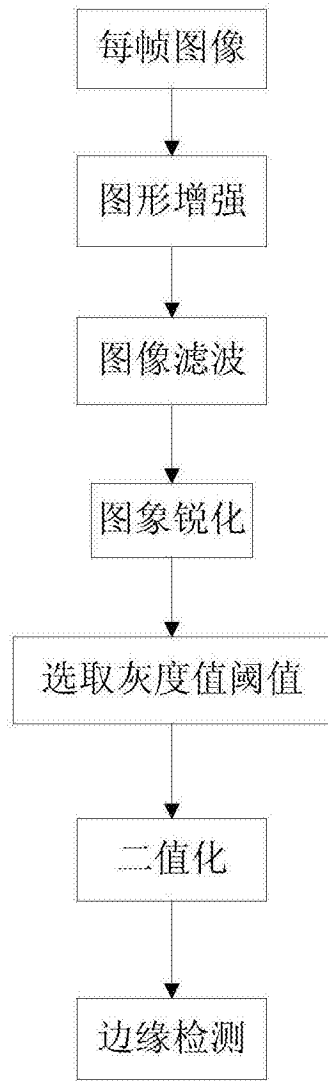 每帧图像
图形增强
图像滤波
图象锐化
选取灰度值阈值
二值化
边缘检测